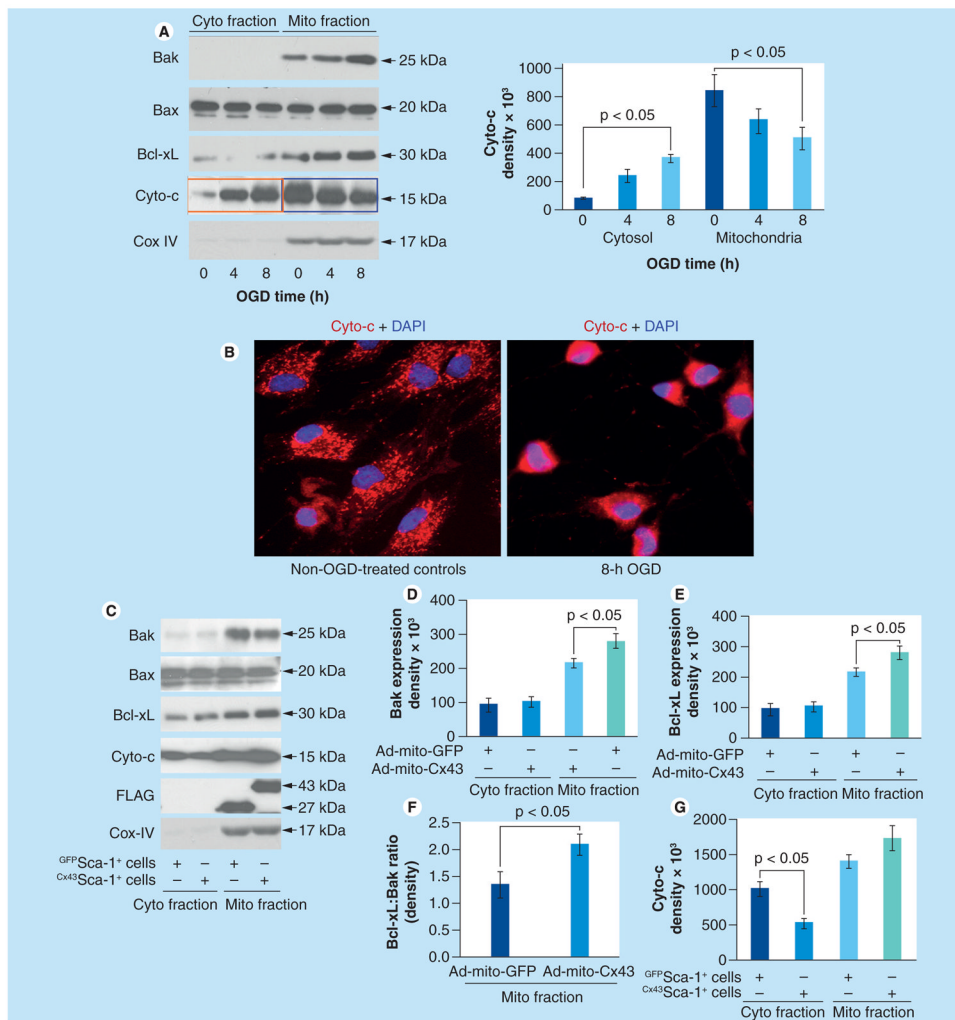 A
Cyto fraction Mito fraction
Bak 25 kDa
Bax 20 kDa
Bcl-xL 30 kDa
Cyto-c 15 kDa
Cox IV 17 kDa
0 4 8 0 4 8
OGD time (h)
Cyto-c
density × 10³
1000
800
600
400
200
0
p < 0.05
p < 0.05
0 4 8 0 4 8
Cytosol Mitochondria
OGD time (h)
B
Cyto-c + DAPI Cyto-c + DAPI
Non-OGD-treated controls 8-h OGD
C
Bak 25 kDa
Bax 20 kDa
Bcl-xL 30 kDa
Cyto-c 15 kDa
FLAG 43 kDa
27 kDa
Cox-IV 17 kDa
GFPSca-1+ cells + – + –
Cx43Sca-1+ cells – + – +
Cyto fraction Mito fraction
D
Bak expression
density × 10³
400
300
200
100
0
p < 0.05
Ad-mito-GFP + – – +
Ad-mito-Cx43 – + + –
Cyto fraction Mito fraction
E
Bcl-xL expression
density × 10³
400
300
200
100
0
p < 0.05
Ad-mito-GFP + – + –
Ad-mito-Cx43 – + – +
Cyto fraction Mito fraction
F
Bcl-xL:Bak ratio
(density)
2.5
2.0
1.5
1.0
0.5
0.0
p < 0.05
Ad-mito-GFP Ad-mito-Cx43
Mito fraction
G
Cyto-c
density × 10³
2000
1500
1000
500
0
p < 0.05
GFPSca-1+ cells + – + –
Cx43Sca-1+ cells – + – +
Cyto fraction Mito fraction